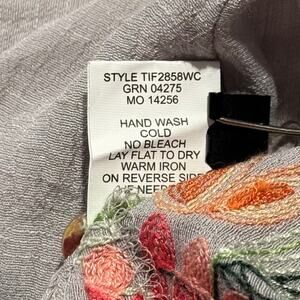 STYLE TIF2858WC
GRN 04275
MO 14256
HAND WASH
COLD
NO BLEACH
LAY FLAT TO DRY
WARM IRON
ON REVERSE SIDE